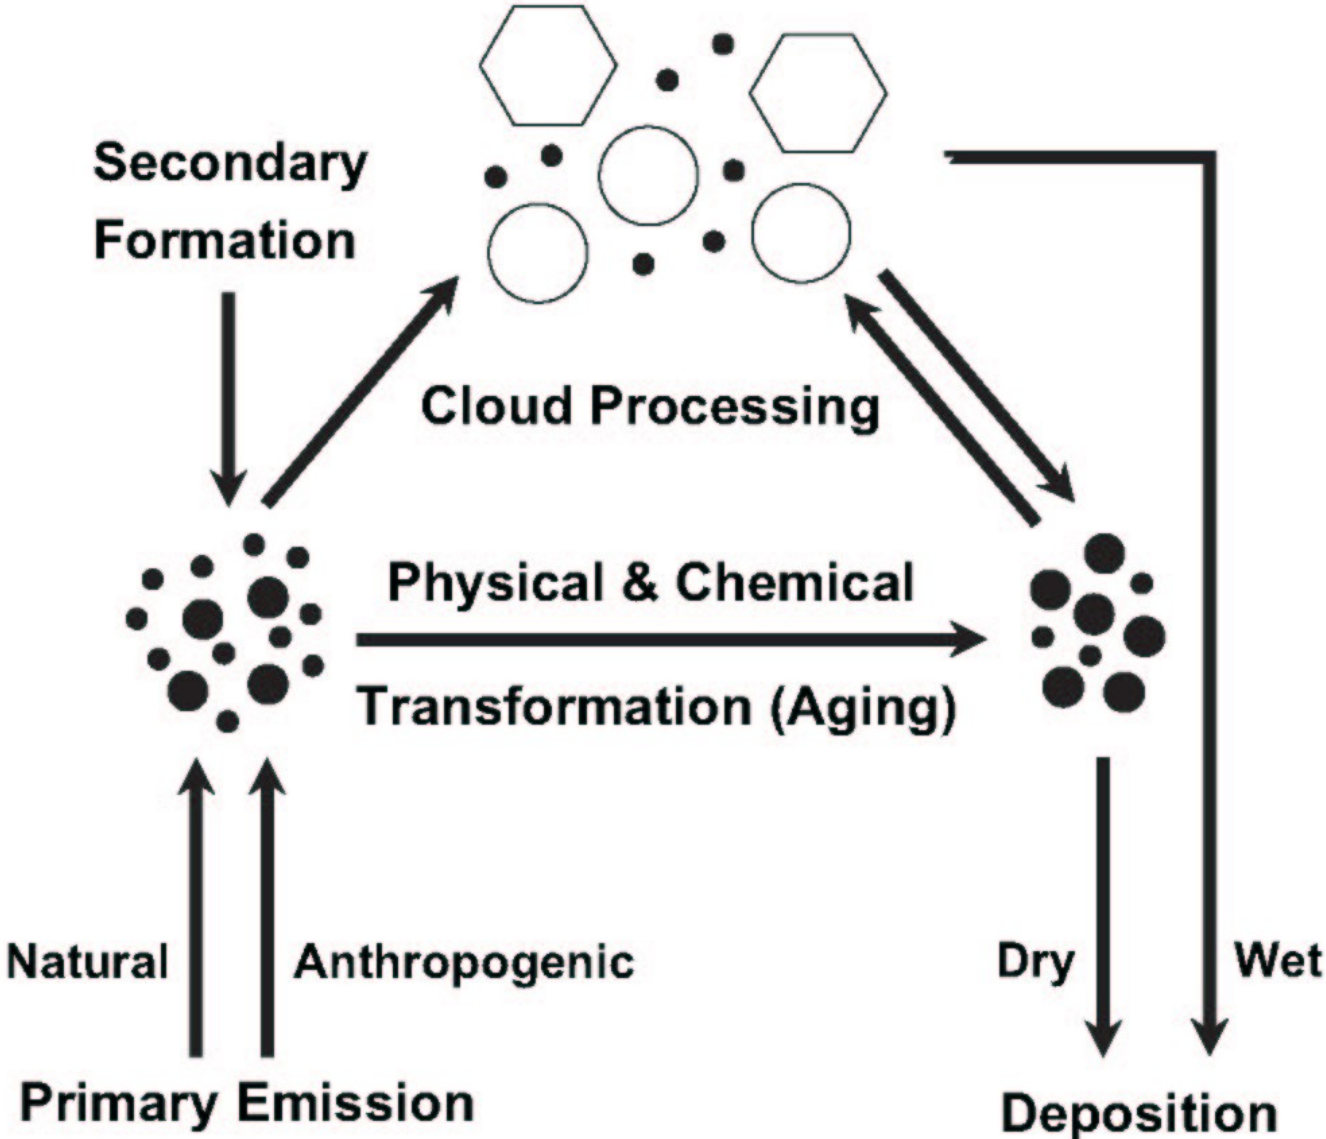 Secondary
Formation
Cloud Processing
Physical & Chemical
Transformation (Aging)
Natural
Anthropogenic
Dry
Wet
Primary Emission
Deposition